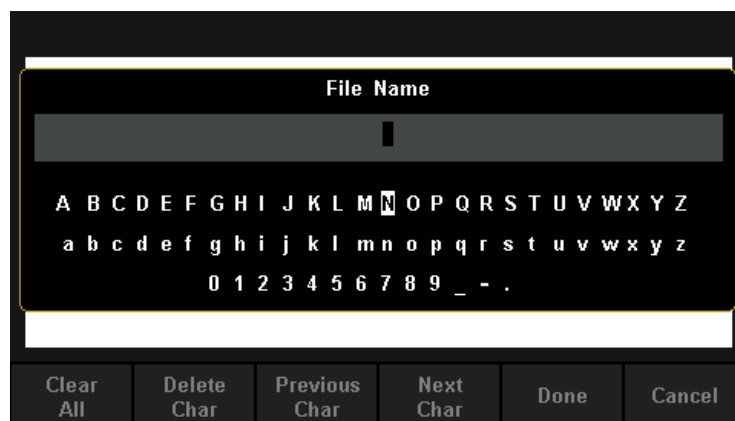 File Name
A B C D E F G H I J K L M N O P Q R S T U V W X Y Z
a b c d e f g h i j k l m n o p q r s t u v w x y z
0 1 2 3 4 5 6 7 8 9 _ - .
Clear All
Delete Char
Previous Char
Next Char
Done
Cancel